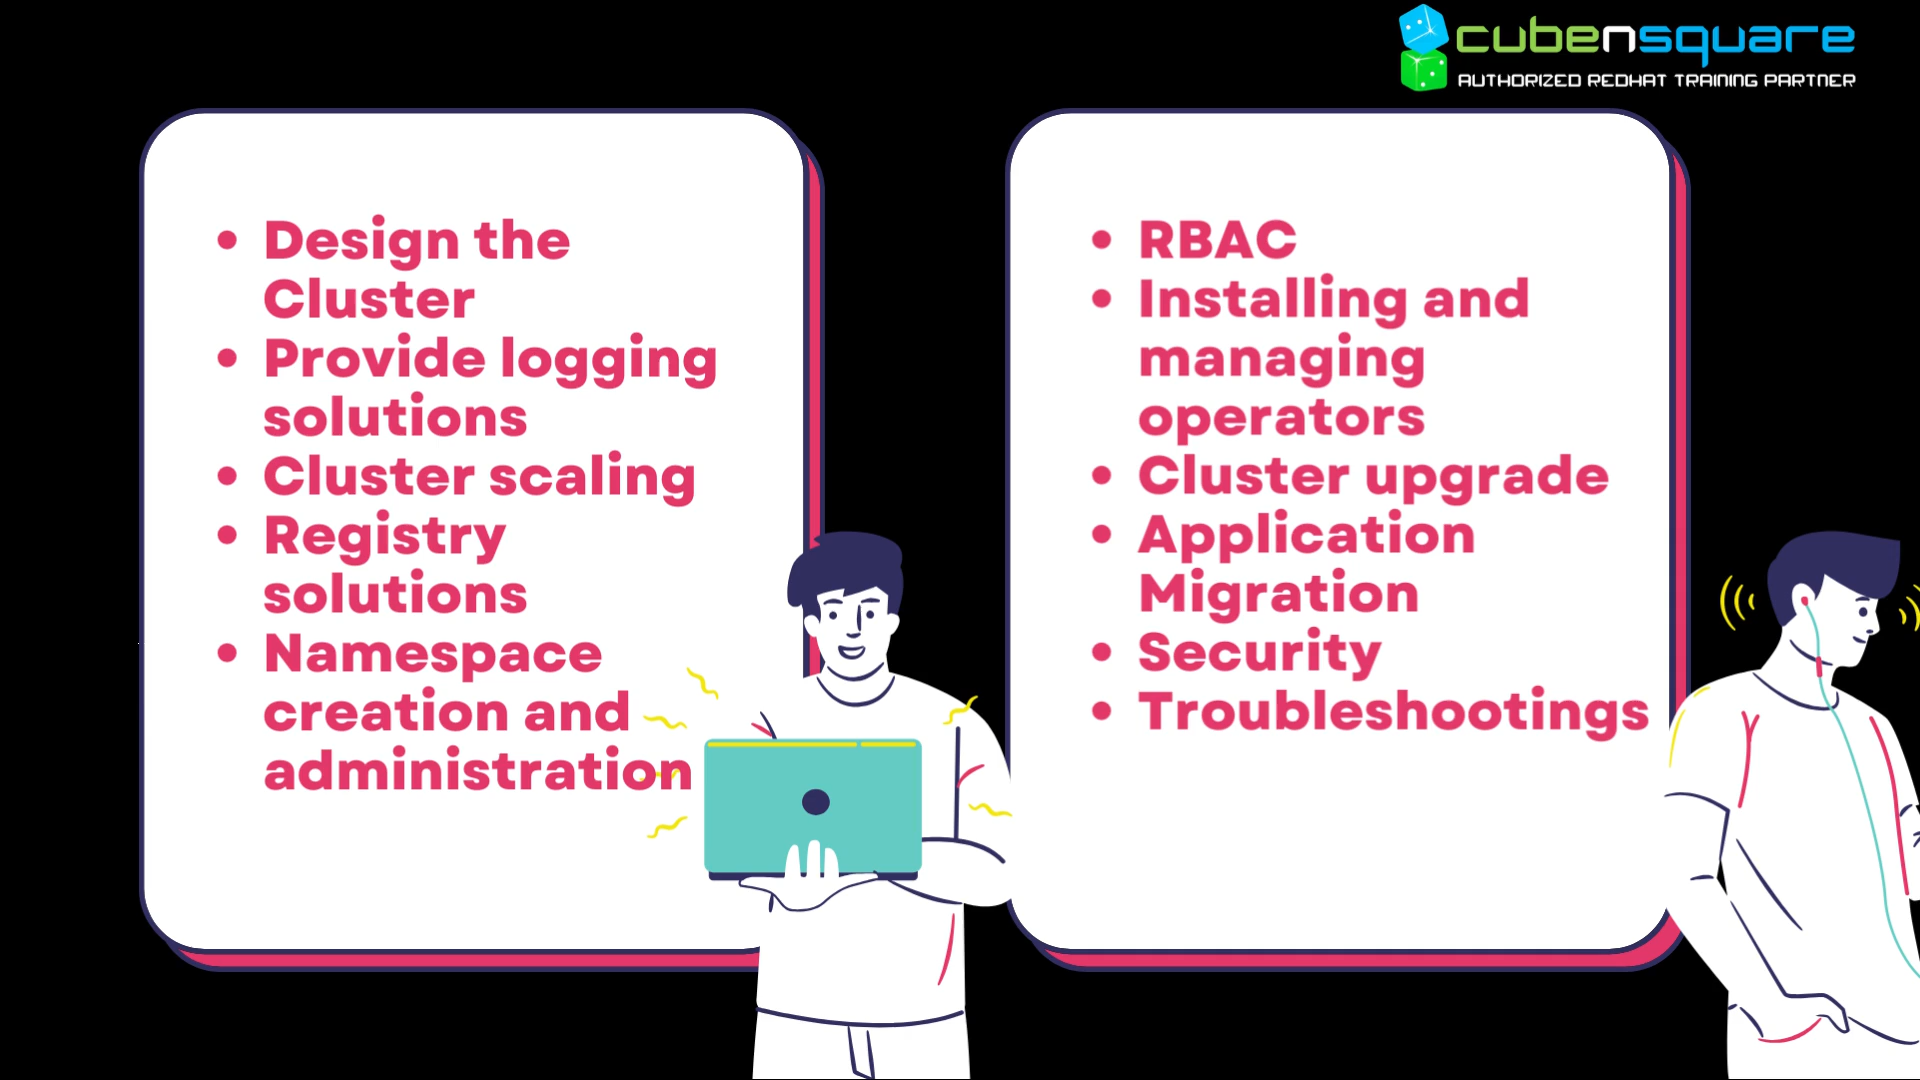 cubensquare
AUTHORIZED REDHAT TRAINING PARTNER
• Design the
Cluster
• Provide logging
solutions
• Cluster scaling
• Registry
solutions
• Namespace
creation and
administration
• RBAC
• Installing and
managing
operators
• Cluster upgrade
• Application
Migration
• Security
• Troubleshootings